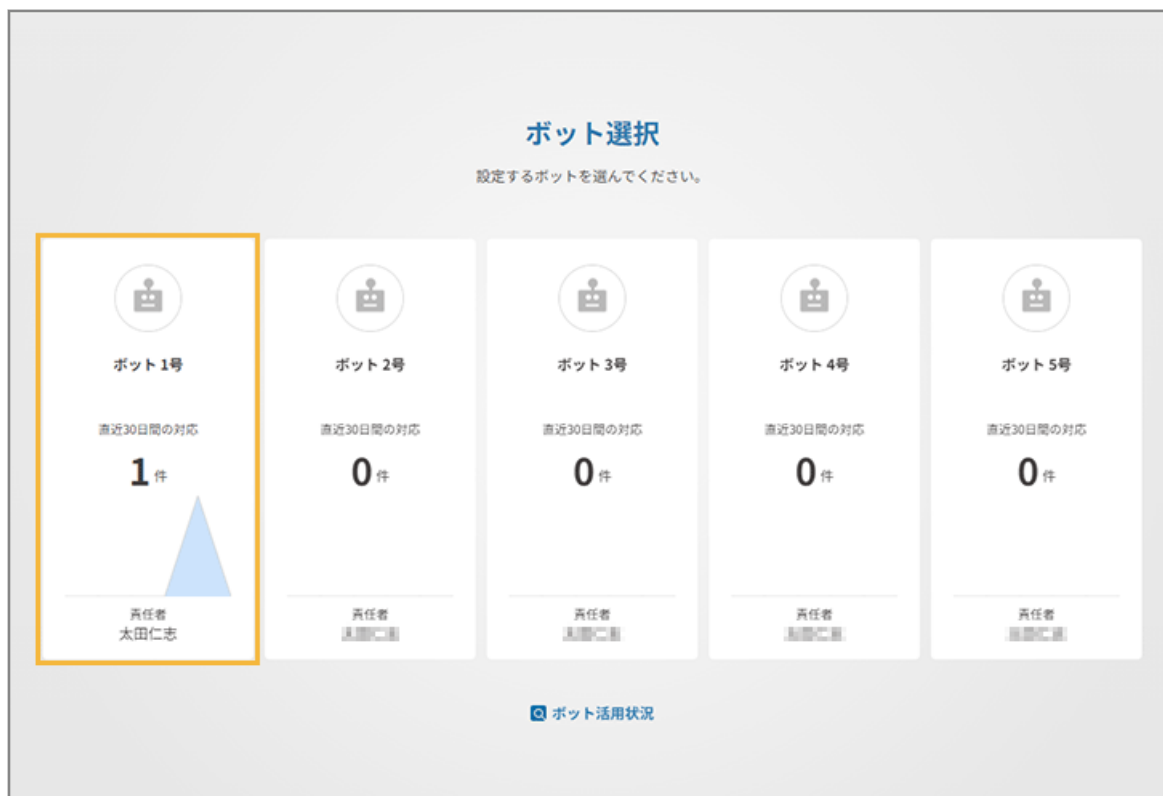 ボット選択
設定するボットを選んでください。
ボット 1号
直近30日間の対応
1 件
責任者
太田仁志
ボット 2号
直近30日間の対応
0 件
責任者
ボット 3号
直近30日間の対応
0 件
責任者
ボット 4号
直近30日間の対応
0 件
責任者
ボット 5号
直近30日間の対応
0 件
責任者
ボット活用状況